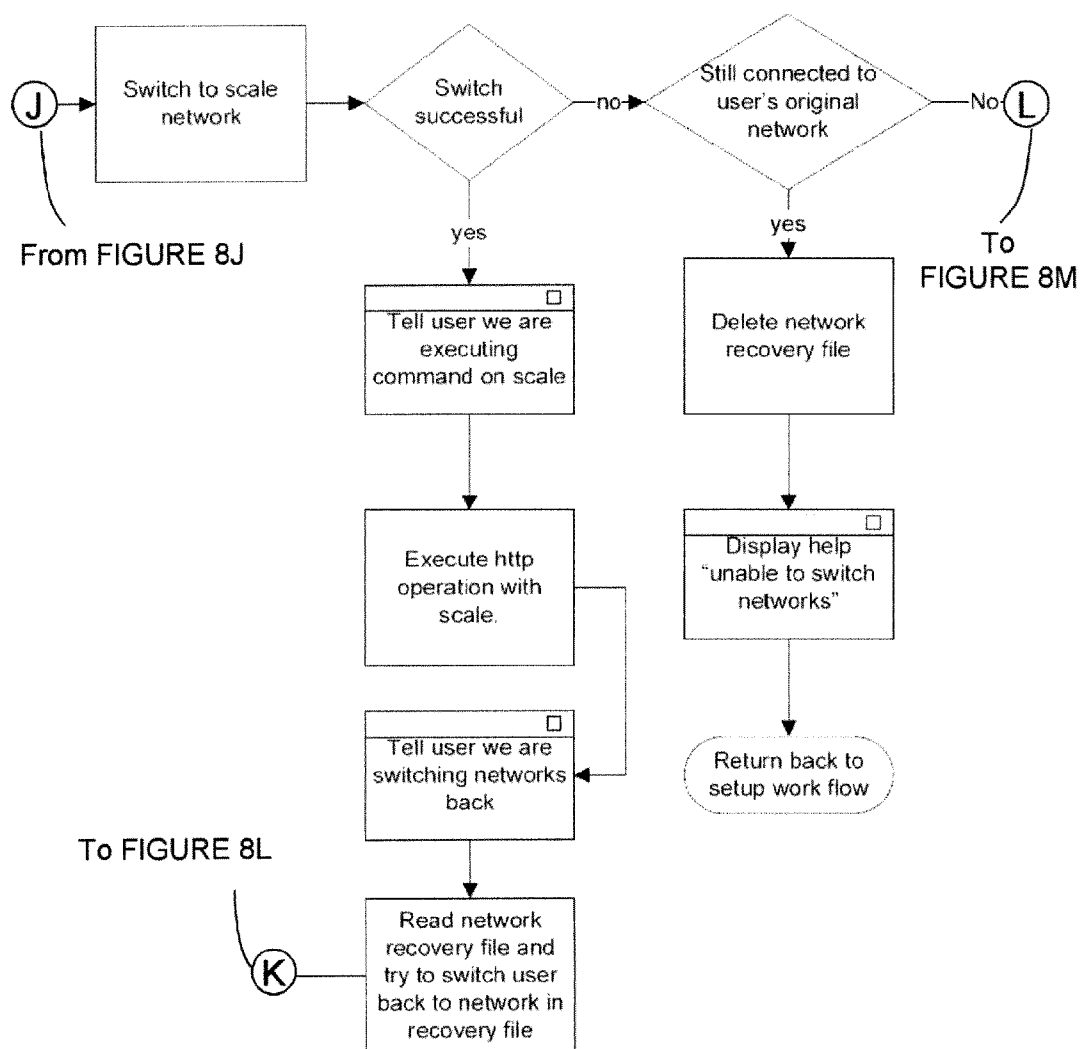 J
Switch to scale
network
Switch
successful
no
Still connected to
user's original
network
No
L
From FIGURE 8J
yes
yes
To
FIGURE 8M
Tell user we are
executing
command on scale
Delete network
recovery file
Execute http
operation with
scale.
Display help
"unable to switch
networks"
Tell user we are
switching networks
back
Return back to
setup work flow
To FIGURE 8L
K
Read network
recovery file and
try to switch user
back to network in
recovery file